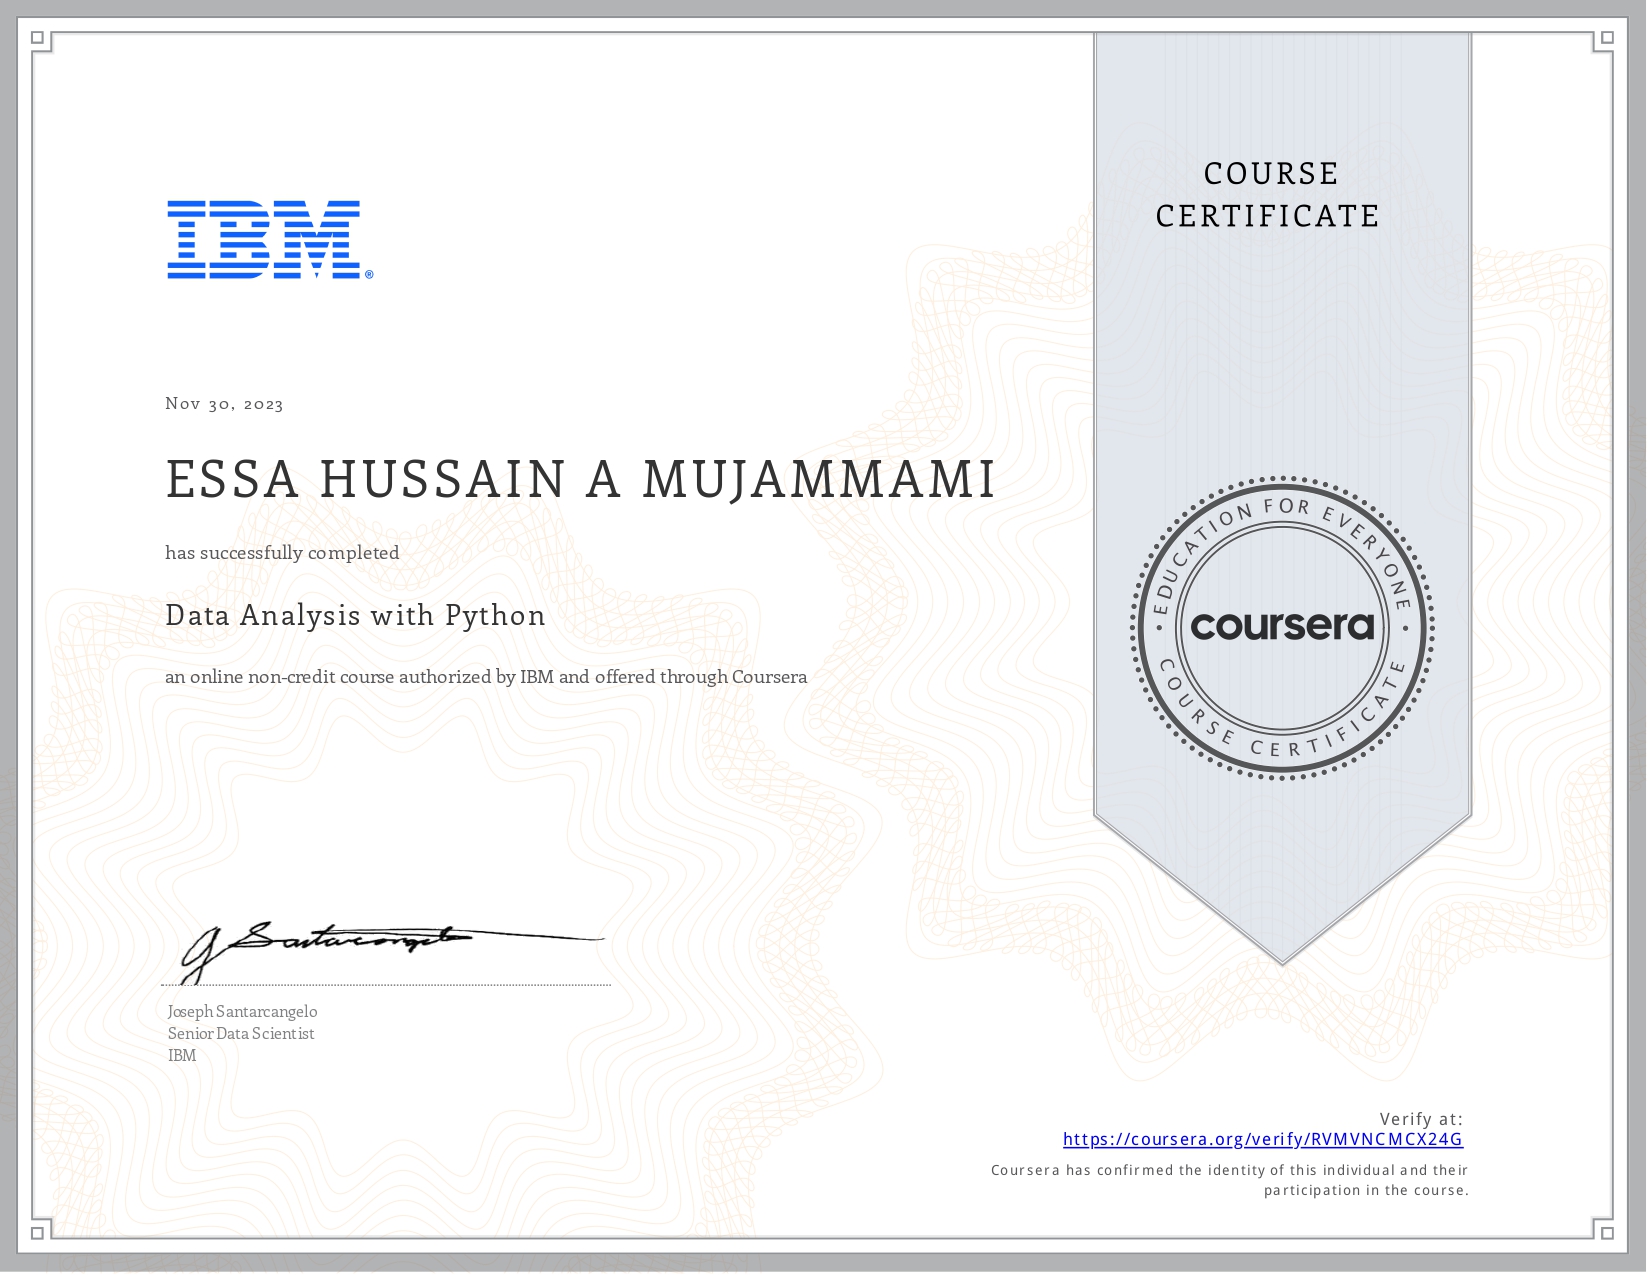 IBM®
COURSE
CERTIFICATE
Nov 30, 2023
ESSA HUSSAIN A MUJAMMAMI
has successfully completed
Data Analysis with Python
an online non-credit course authorized by IBM and offered through Coursera
EDUCATION FOR EVERYONE
coursera
COURSE CERTIFICATE
J Santarcangelo
Joseph Santarcangelo
Senior Data Scientist
IBM
Verify at:
https://coursera.org/verify/RVMVNCMCX24G
Coursera has confirmed the identity of this individual and their
participation in the course.